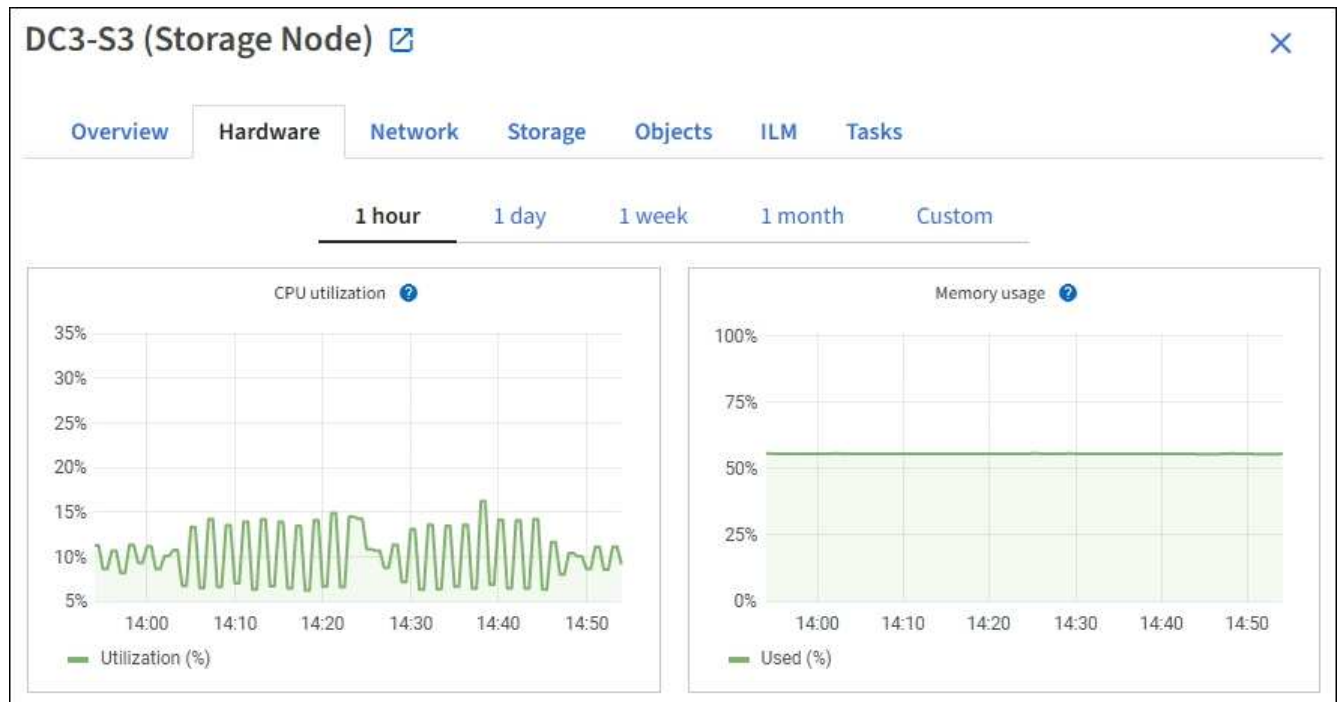 DC3-S3 (Storage Node)
Overview Hardware Network Storage Objects ILM Tasks
1 hour 1 day 1 week 1 month Custom
CPU utilization ?
35%
30%
25%
20%
15%
10%
5%
14:00 14:10 14:20 14:30 14:40 14:50
Utilization (%)
Memory usage ?
100%
75%
50%
25%
0%
14:00 14:10 14:20 14:30 14:40 14:50
Used (%)